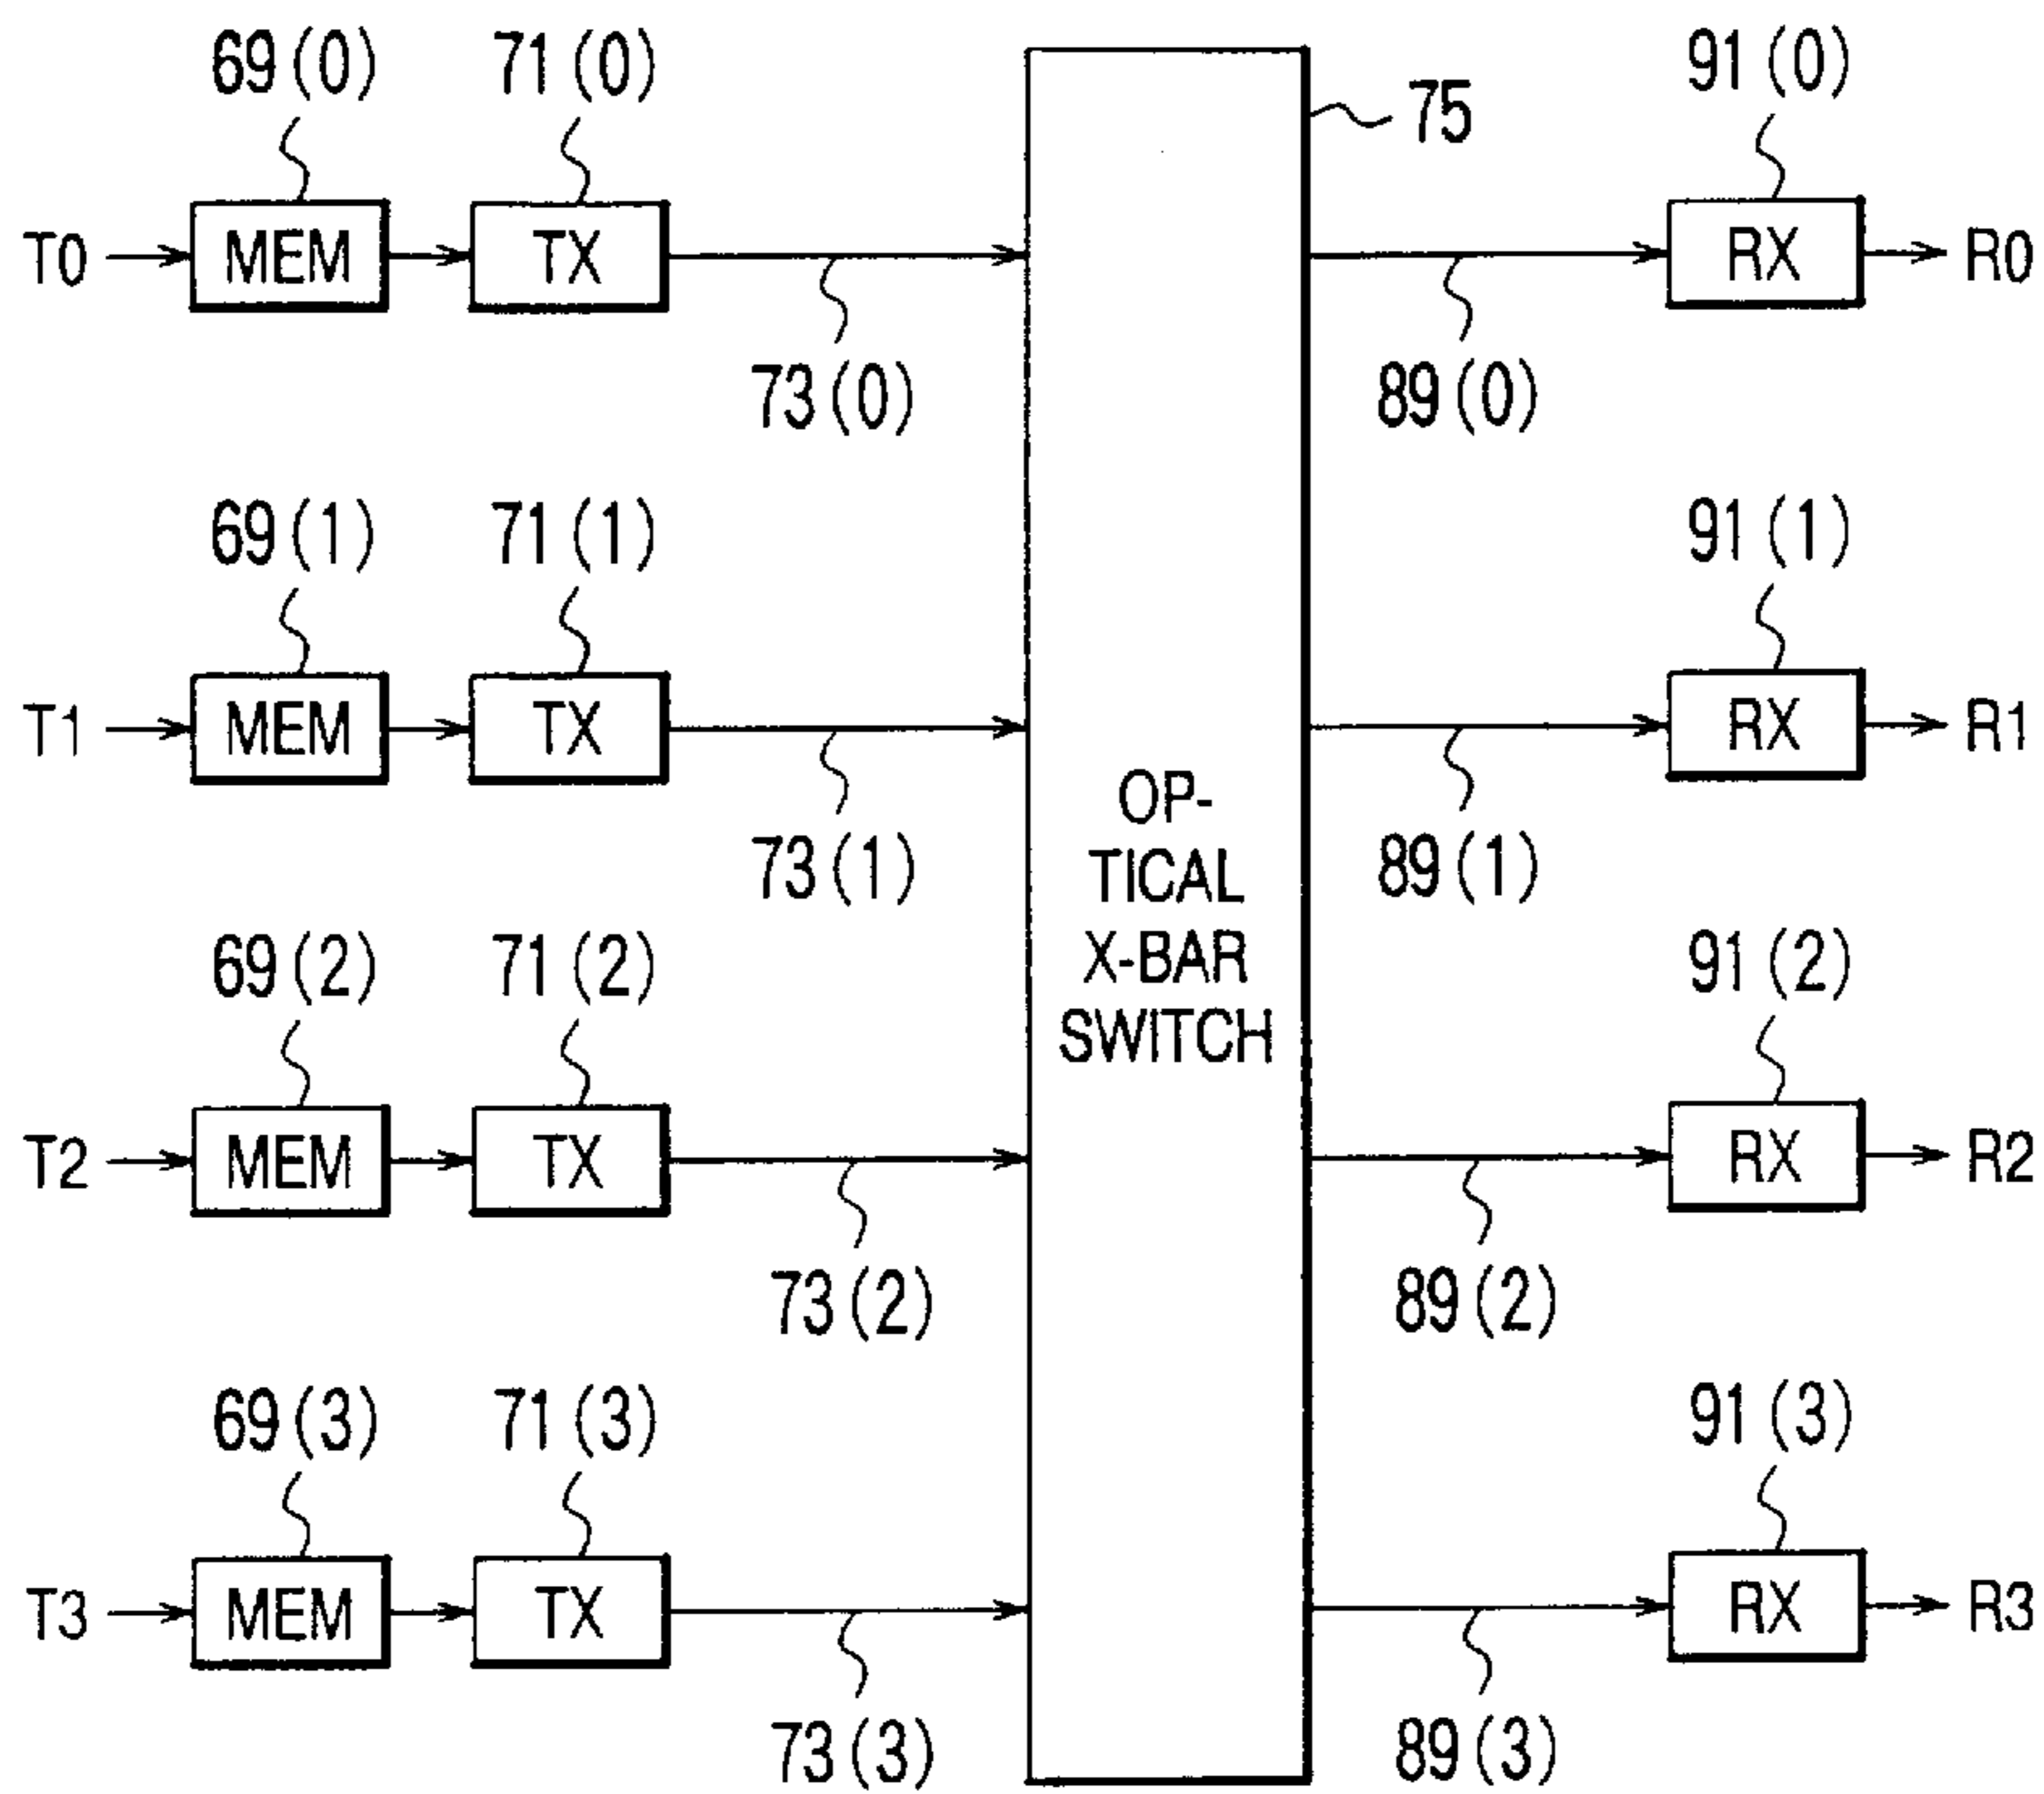 69(0) 71(0) 91(0)
75
T0 MEM TX RX R0
73(0) 89(0)
69(1) 71(1) 91(1)
T1 MEM TX RX R1
OP-
TICAL
X-BAR
SWITCH
73(1) 89(1)
69(2) 71(2) 91(2)
T2 MEM TX RX R2
73(2) 89(2)
69(3) 71(3) 91(3)
T3 MEM TX RX R3
73(3) 89(3)